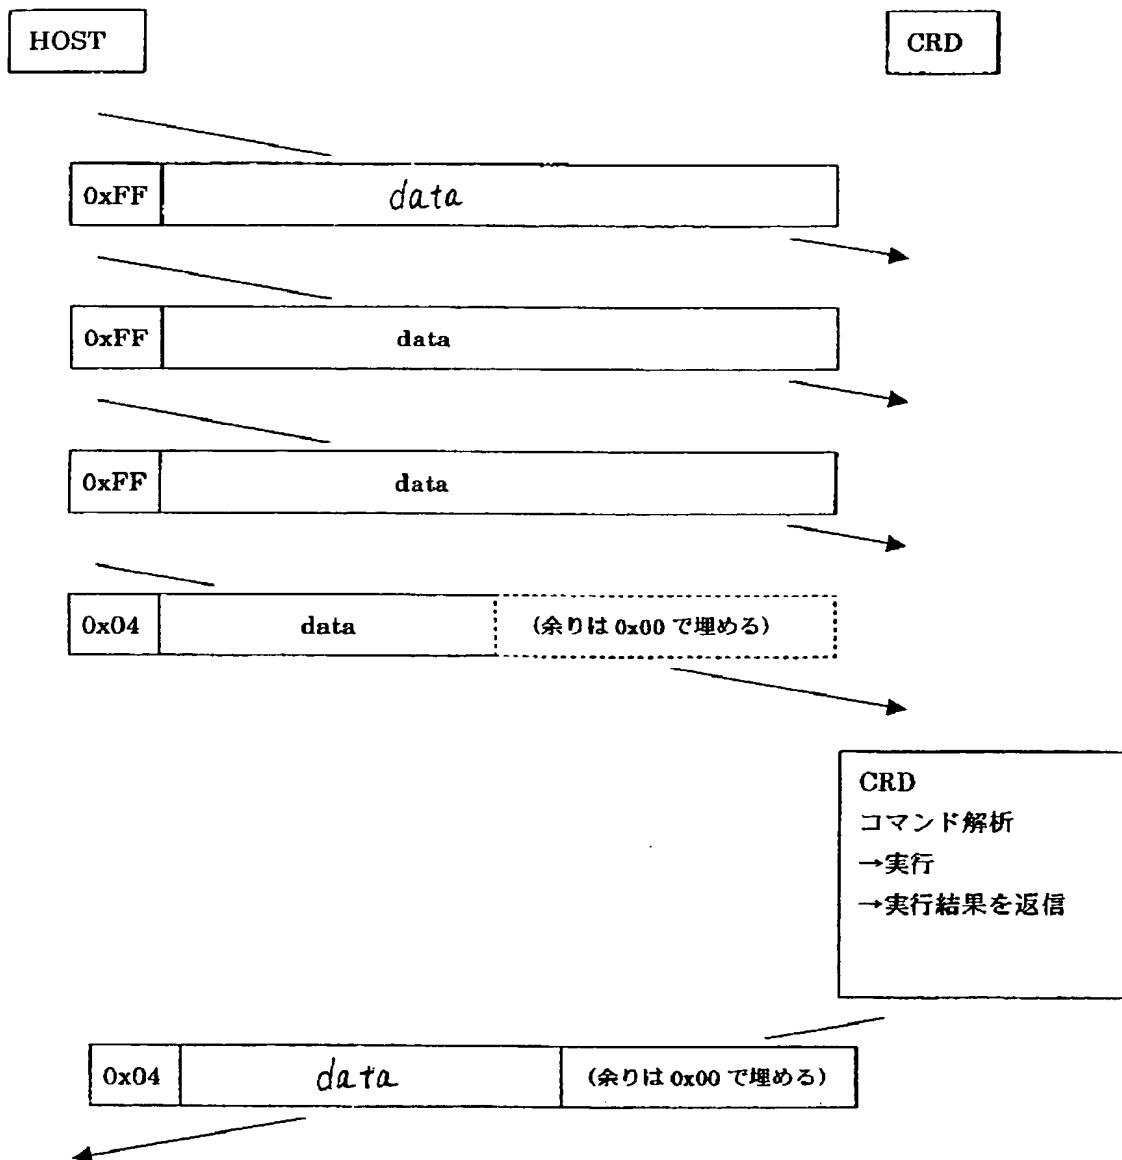 HOST
CRD
0xFF data
0xFF data
0xFF data
0x04 data (余りは 0x00 で埋める)
CRD
コマンド解析
→実行
→実行結果を返信
0x04 data (余りは 0x00 で埋める)